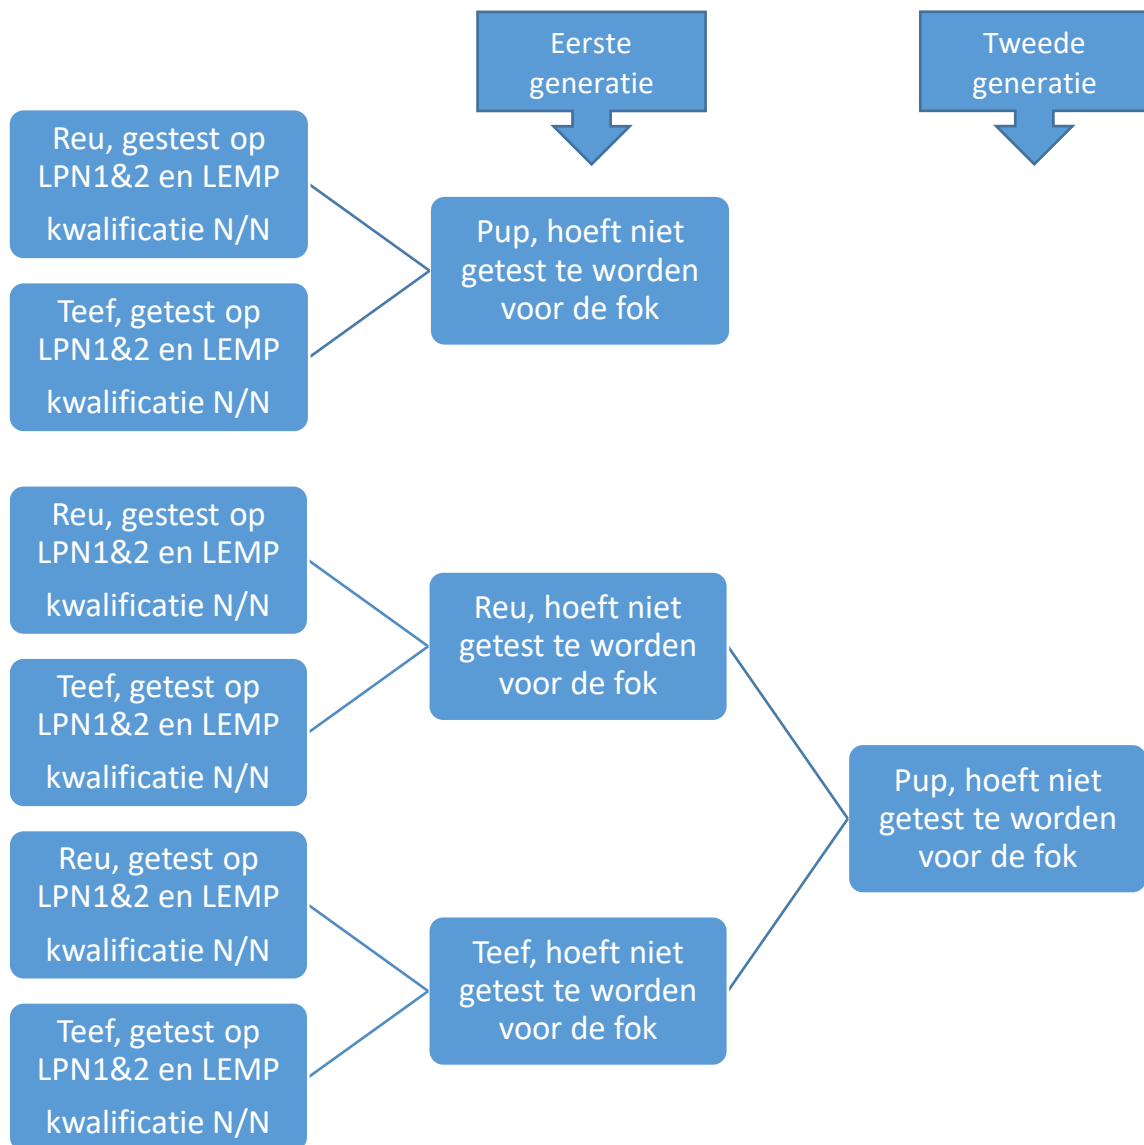 Eerste
generatie
Tweede
generatie
Reu, gestest op
LPN1&2 en LEMP
kwalificatie N/N
Teef, getest op
LPN1&2 en LEMP
kwalificatie N/N
Pup, hoeft niet
getest te worden
voor de fok
Reu, gestest op
LPN1&2 en LEMP
kwalificatie N/N
Teef, getest op
LPN1&2 en LEMP
kwalificatie N/N
Reu, hoeft niet
getest te worden
voor de fok
Reu, getest op
LPN1&2 en LEMP
kwalificatie N/N
Teef, getest op
LPN1&2 en LEMP
kwalificatie N/N
Teef, hoeft niet
getest te worden
voor de fok
Pup, hoeft niet
getest te worden
voor de fok